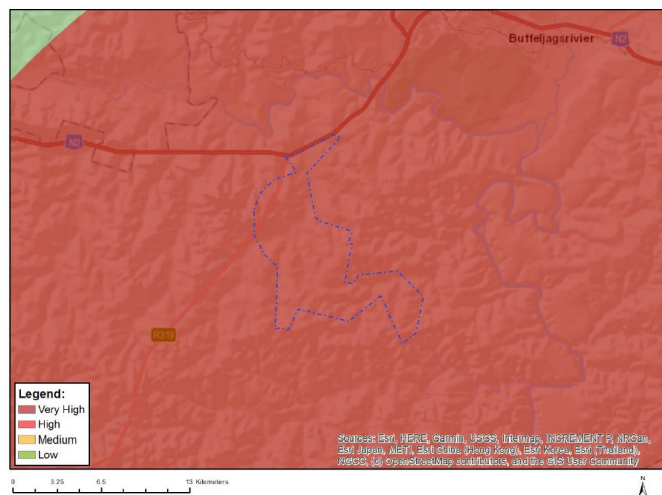 Buffeljagsrivier
N2
N2
R319
Legend:
Very High
High
Medium
Low
Sources: Esri, HERE, Garmin, USGS, Intermap, INCREMENT P, NRCan,
Esri Japan, METI, Esri China (Hong Kong), Esri Korea, Esri (Thailand),
NGCC, (c) OpenStreetMap contributors, and the GIS User Community
0 3.25 6.5 13 Kilometers
N